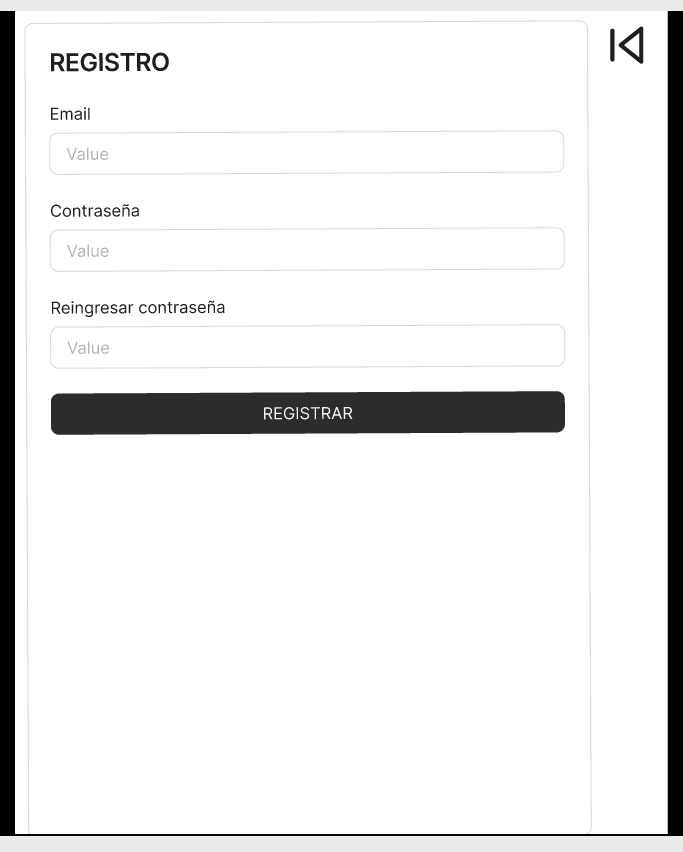 REGISTRO
Email
Value
Contraseña
Value
Reingresar contraseña
Value
REGISTRAR